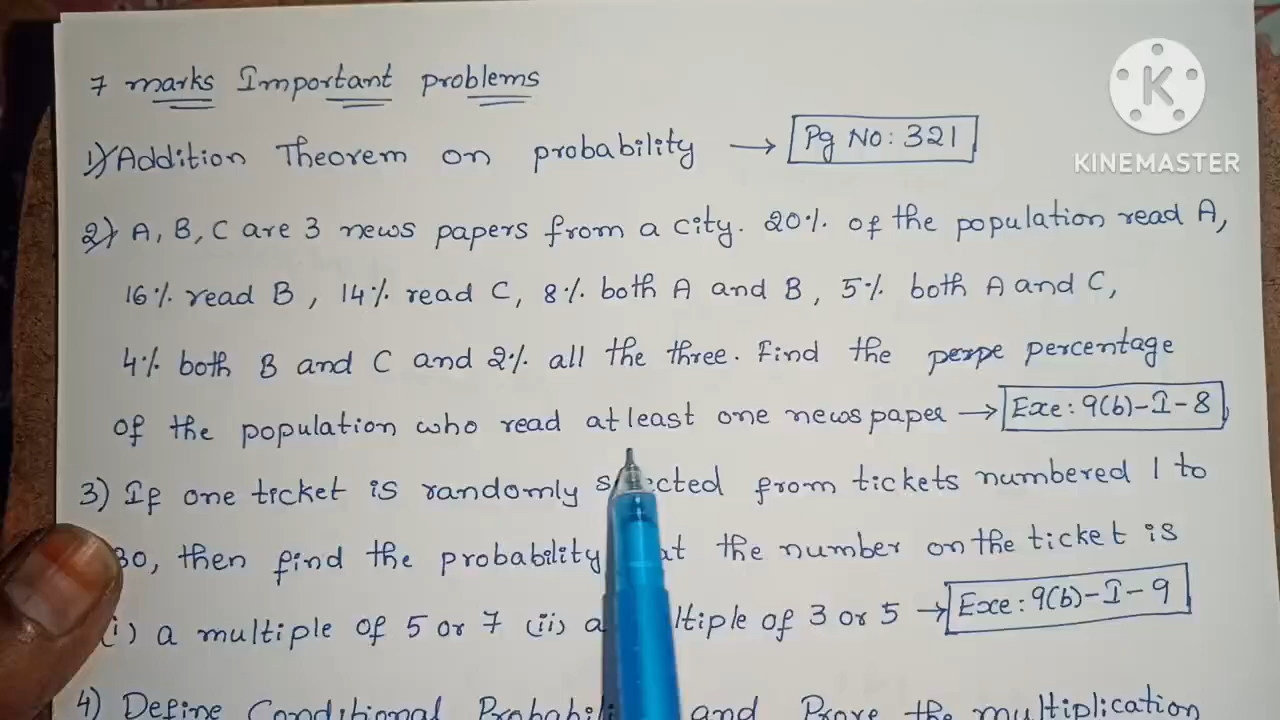 7 marks Important problems
1) Addition Theorem on probability → Pg No: 321
2) A, B, C are 3 news papers from a city. 20% of the population read A,
16% read B, 14% read C, 8% both A and B, 5% both A and C,
4% both B and C and 2% all the three. Find the perpe percentage
of the population who read atleast one newspaper → Exe: 9(b)-I-8
3) If one ticket is randomly selected from tickets numbered 1 to
30, then find the probability that the number on the ticket is
(i) a multiple of 5 or 7 (ii) a multiple of 3 or 5 → Exe: 9(b)-I-9
4) Define Conditional Probability and Prove the multiplication
KINEMASTER